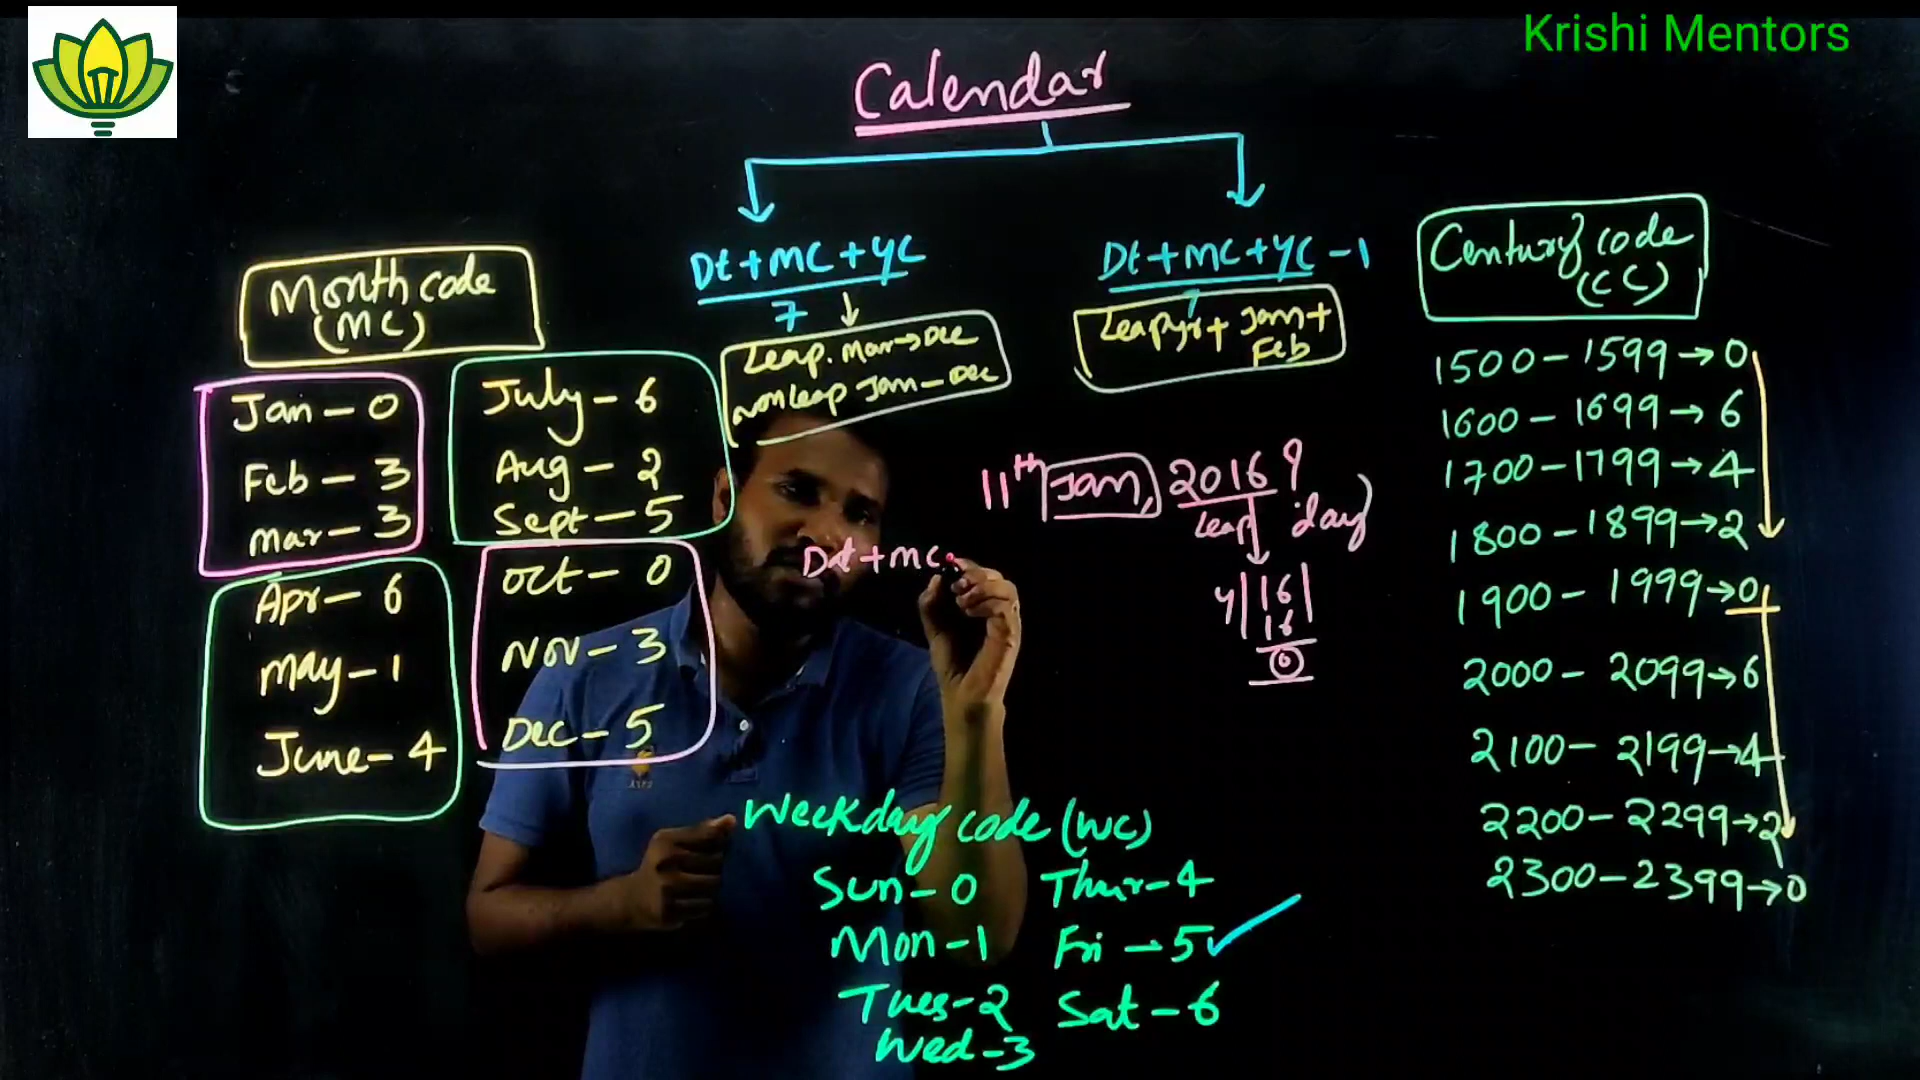 Krishi Mentors
Calendar
Month code
(MC)
Jan - 0
Feb - 3
Mar - 3
Apr - 6
May - 1
June - 4
July - 6
Aug - 2
Sept - 5
Oct - 0
Nov - 3
Dec - 5
Dt + MC + YC
7
Leap. Mar → Dec
Non Leap Jan - Dec
Dt + MC + YC - 1
7
Leap yr + Jan +
Feb
11th Jan, 2016 ?
Leap day
Dt + MC
4 | 16 |
16
0
Century code
(CC)
1500 - 1599 → 0
1600 - 1699 → 6
1700 - 1799 → 4
1800 - 1899 → 2
1900 - 1999 → 0
2000 - 2099 → 6
2100 - 2199 → 4
2200 - 2299 → 2
2300 - 2399 → 0
Weekday code (WC)
Sun - 0 Thur - 4
Mon - 1 Fri - 5 ✓
Tues - 2 Sat - 6
Wed - 3